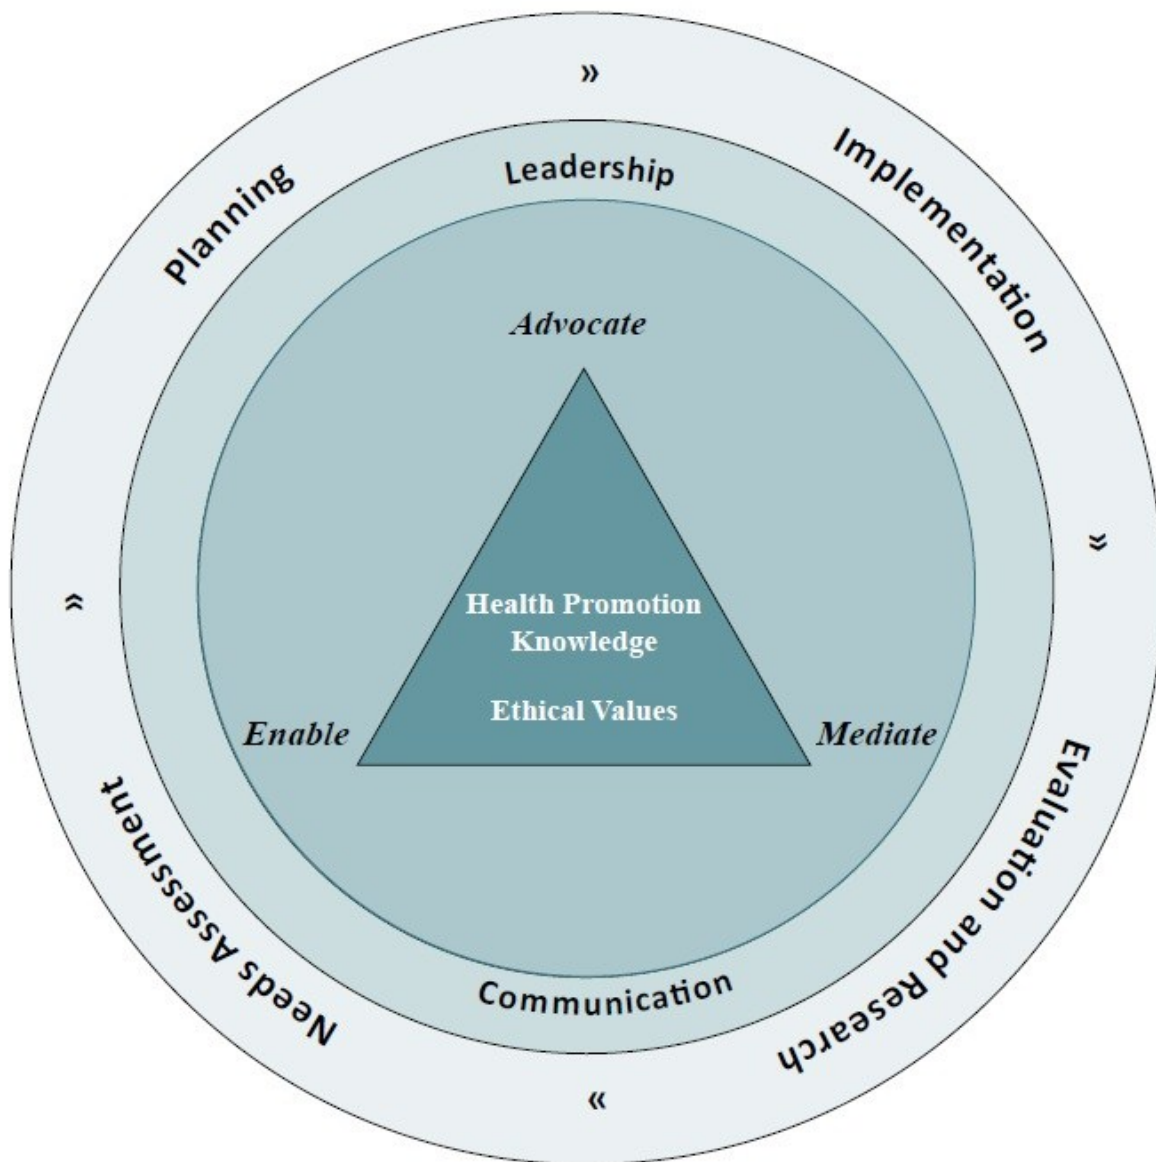 »
Planning
Implementation
Leadership
Advocate
»
»
Health Promotion
Knowledge
Ethical Values
Enable
Mediate
Needs Assessment
Evaluation and Research
Communication
»